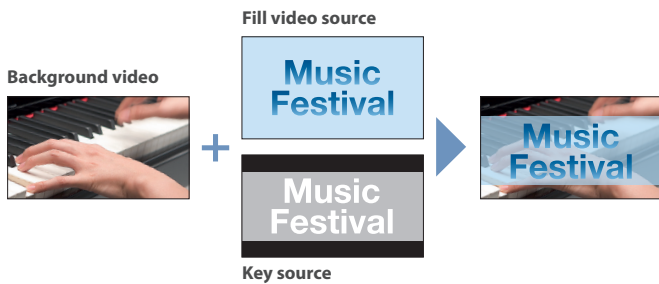 Fill video source
Background video
Music
Festival
Music
Festival
Key source
Music
Festival